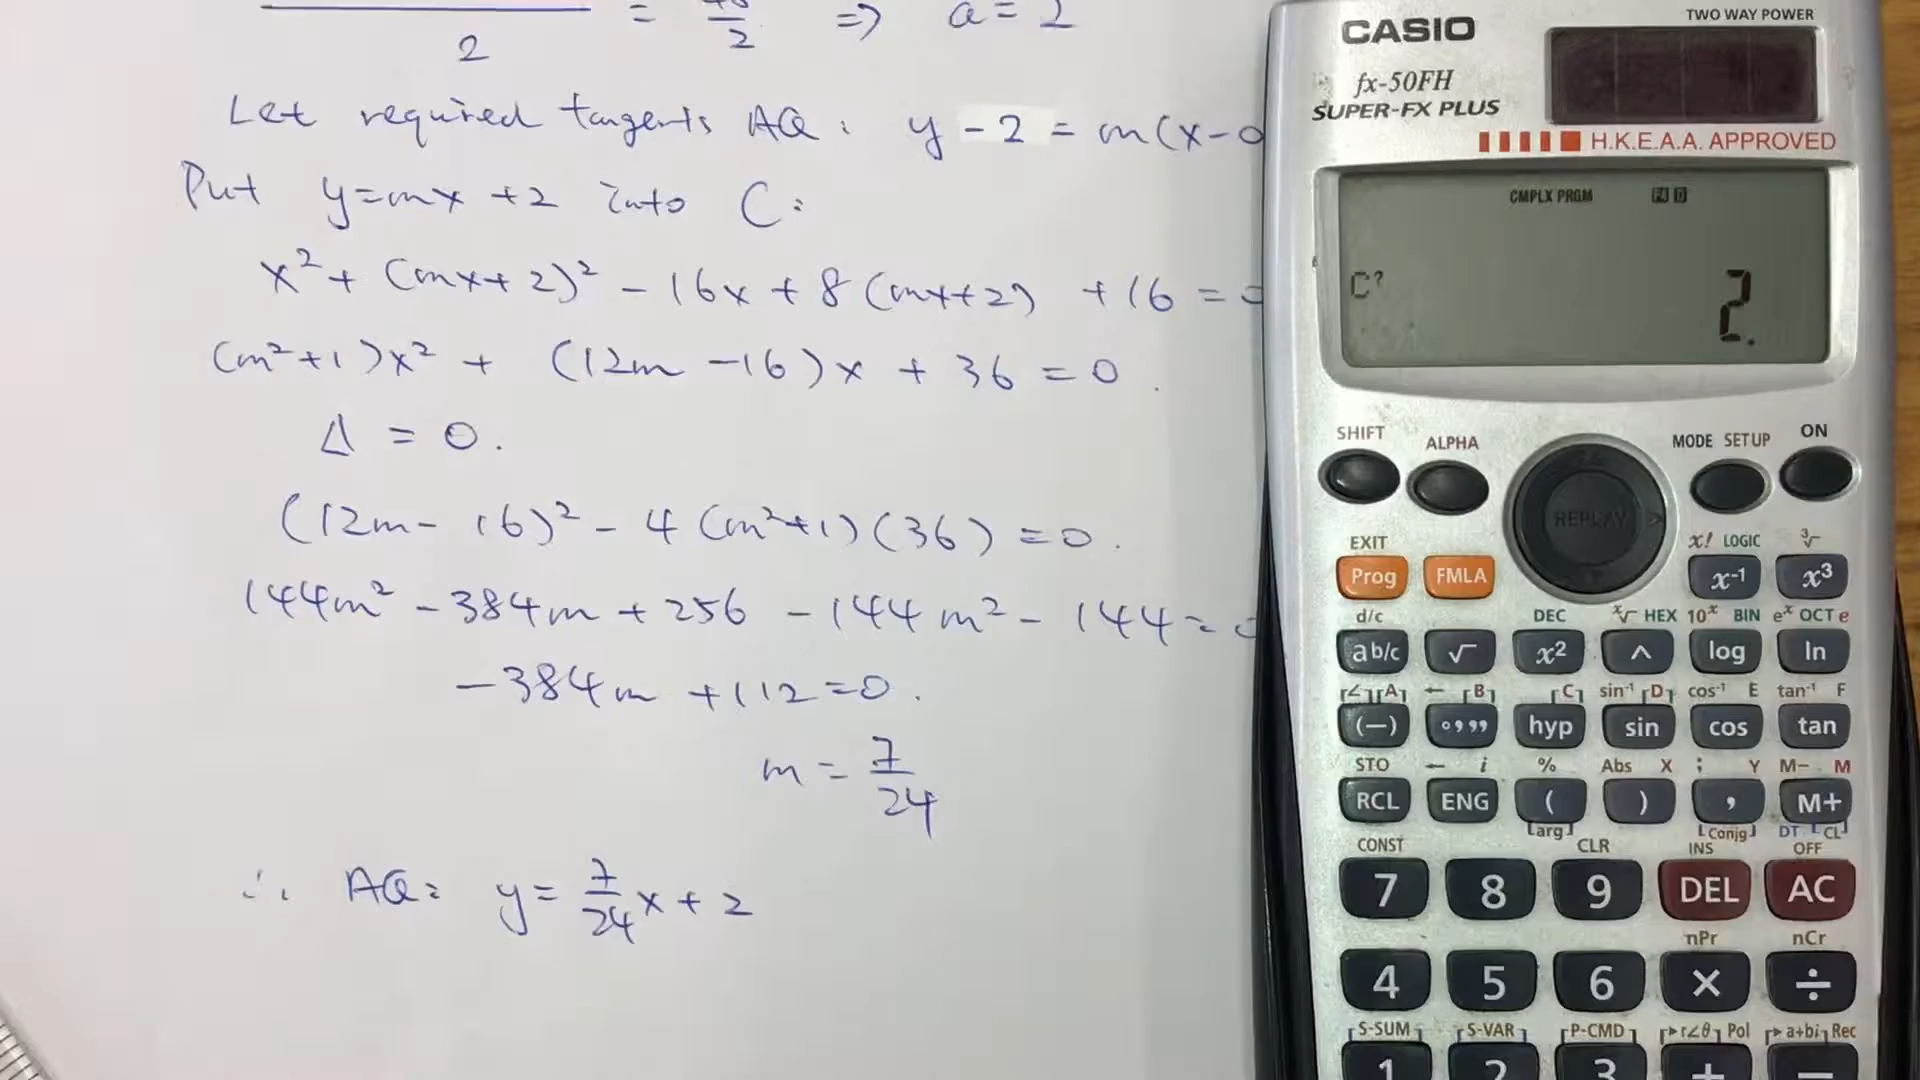 2 = /2 => a = 2
Let required tangents AQ: y - 2 = m(x - 0
Put y = mx + 2 into C:
x² + (mx + 2)² - 16x + 8(mx + 2) + 16 = 0
(m² + 1)x² + (12m - 16)x + 36 = 0.
Δ = 0.
(12m - 16)² - 4(m² + 1)(36) = 0.
144m² - 384m + 256 - 144m² - 144 = 0
-384m + 112 = 0.
m = 7/24
∴ AQ: y = 7/24 x + 2
TWO WAY POWER
CASIO
fx-50FH
SUPER-FX PLUS
H.K.E.A.A. APPROVED
CMPLX PRGM D
C? 2.
SHIFT ALPHA MODE SETUP ON
REPLAY
EXIT x! LOGIC ³√
Prog FMLA x⁻¹ x³
d/c DEC ˣ√ HEX 10ˣ BIN eˣ OCT e
ab/c √ x² ^ log ln
∠ A ← B C sin⁻¹ D cos⁻¹ E tan⁻¹ F
(−) °,,, hyp sin cos tan
STO ← i % Abs X ; Y M− M
RCL ENG ( ) , M+
arg Conjg DT CL
CONST CLR INS OFF
7 8 9 DEL AC
nPr nCr
4 5 6 × ÷
S-SUM S-VAR P-CMD ▸r∠θ Pol ▸a+bi Rec
1 2 3 + −